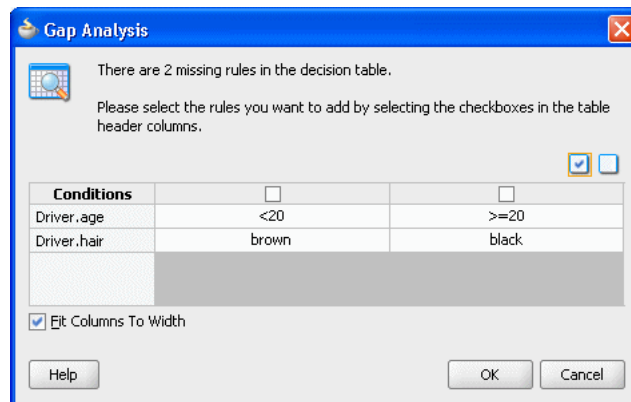 Gap Analysis
There are 2 missing rules in the decision table.
Please select the rules you want to add by selecting the checkboxes in the table
header columns.
Conditions
Driver.age <20 >=20
Driver.hair brown black
Fit Columns To Width
Help OK Cancel